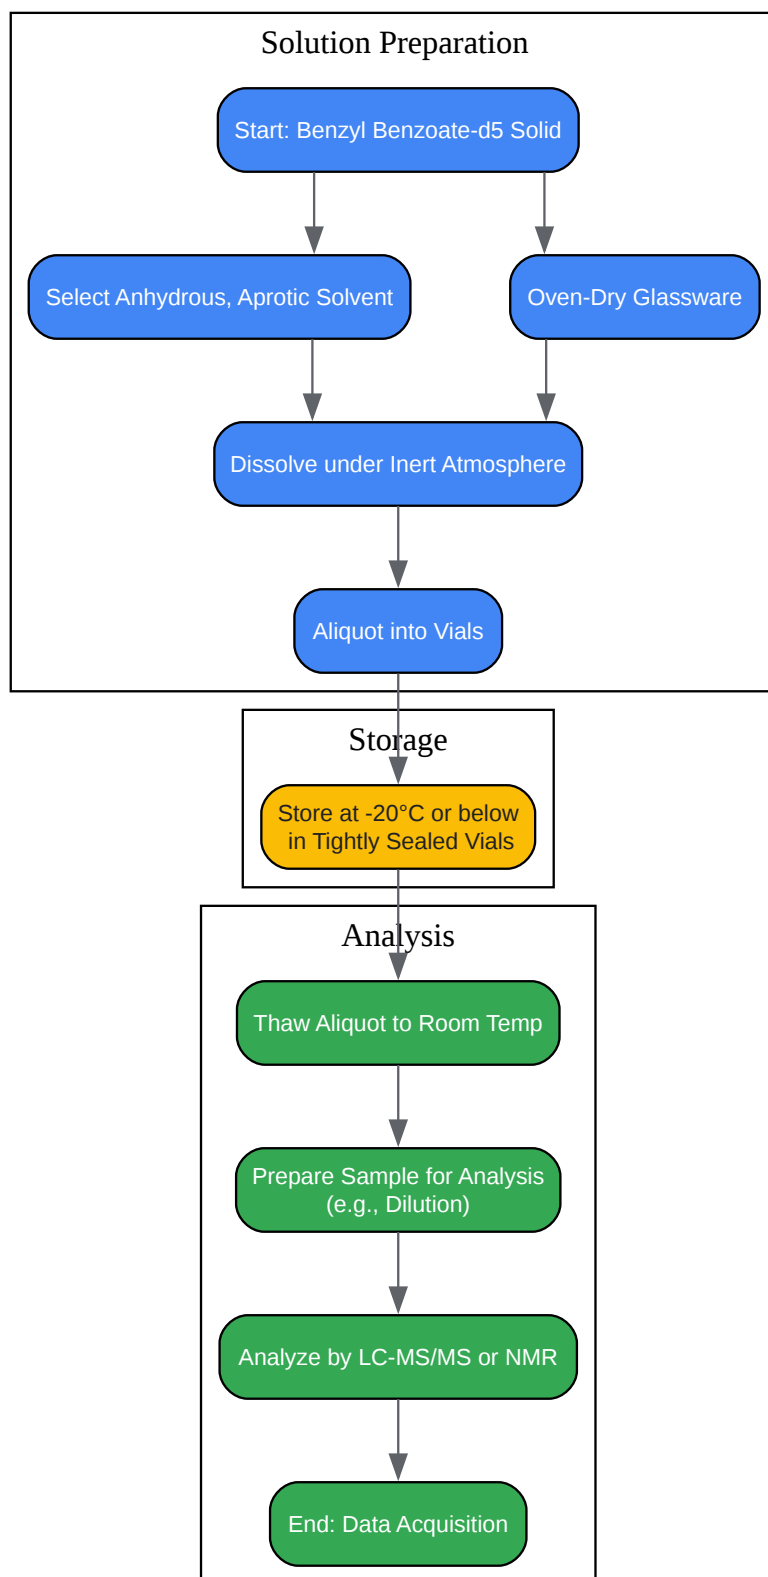 Solution Preparation
Start: Benzyl Benzoate-d5 Solid
Select Anhydrous, Aprotic Solvent
Oven-Dry Glassware
Dissolve under Inert Atmosphere
Aliquot into Vials
Storage
Store at -20°C or below
in Tightly Sealed Vials
Analysis
Thaw Aliquot to Room Temp
Prepare Sample for Analysis
(e.g., Dilution)
Analyze by LC-MS/MS or NMR
End: Data Acquisition